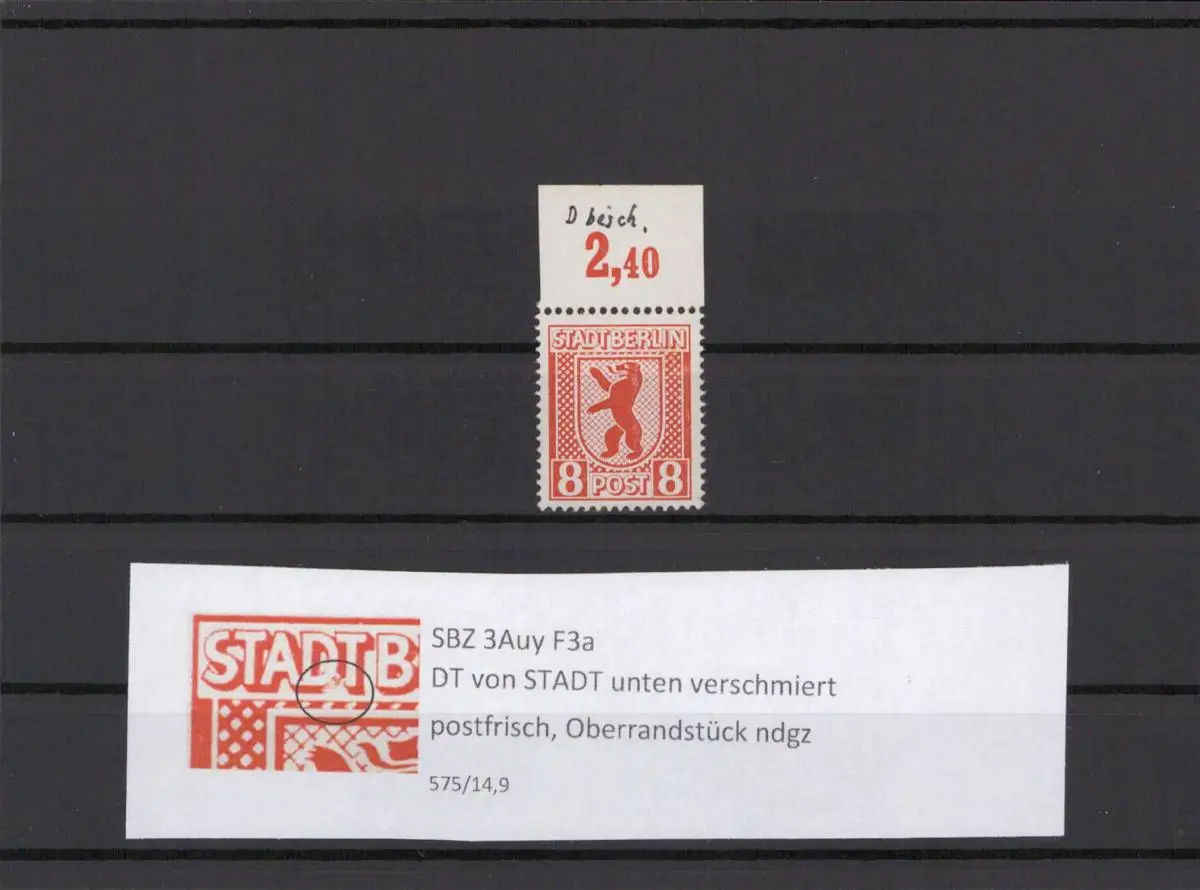 D besch.
2,40
STADT BERLIN
8 POST 8
STADT B
SBZ 3Auy F3a
DT von STADT unten verschmiert
postfrisch, Oberrandstück ndgz
575/14,9